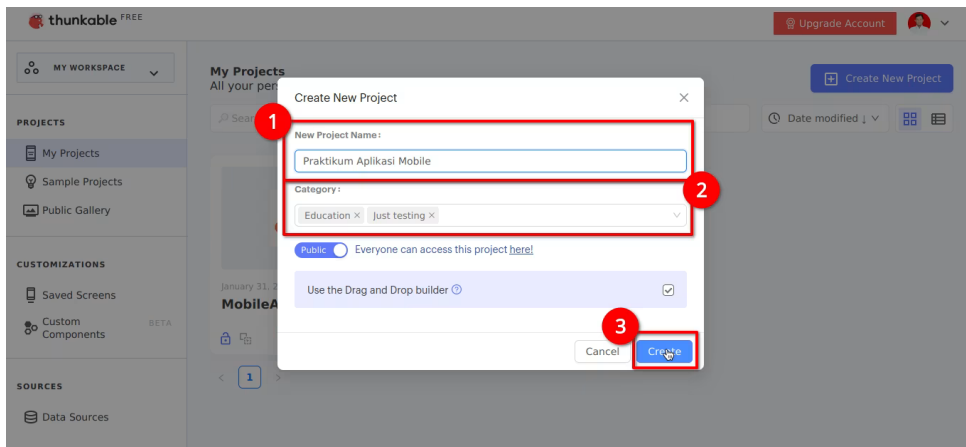 thunkable FREE
Upgrade Account
MY WORKSPACE
My Projects
All your pers
Create New Project
Create New Project
Sear
Date modified ↓
PROJECTS
My Projects
Sample Projects
Public Gallery
1
New Project Name:
Praktikum Aplikasi Mobile
2
Category:
Education × Just testing ×
Public Everyone can access this project here!
Use the Drag and Drop builder
CUSTOMIZATIONS
Saved Screens
Custom Components BETA
January 31, 2
MobileA
3
Cancel Create
< 1 >
SOURCES
Data Sources